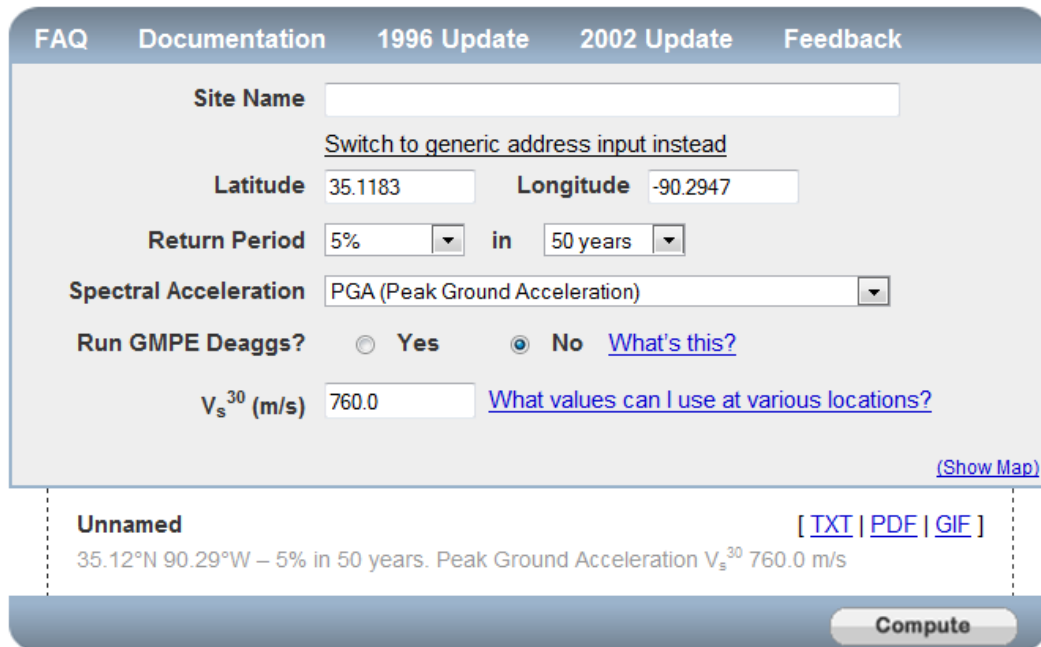 FAQ Documentation 1996 Update 2002 Update Feedback
Site Name
Switch to generic address input instead
Latitude 35.1183 Longitude -90.2947
Return Period 5% in 50 years
Spectral Acceleration PGA (Peak Ground Acceleration)
Run GMPE Deaggs? Yes No What's this?
Vs30 (m/s) 760.0 What values can I use at various locations?
(Show Map)
Unnamed [ TXT | PDF | GIF ]
35.12°N 90.29°W – 5% in 50 years. Peak Ground Acceleration Vs30 760.0 m/s
Compute